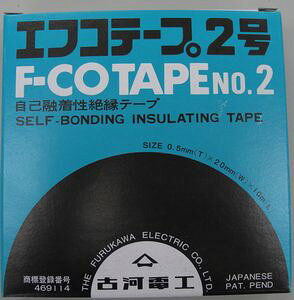 エフコテープ2号
F-CO TAPE NO.2
自己融着性絶縁テープ
SELF-BONDING INSULATING TAPE
SIZE 0.5mm(T)×20mm(W)×10m
THE FURUKAWA ELECTRIC CO., LTD.
古河電工
商標登録番号
469114
JAPANESE
PAT. PEND